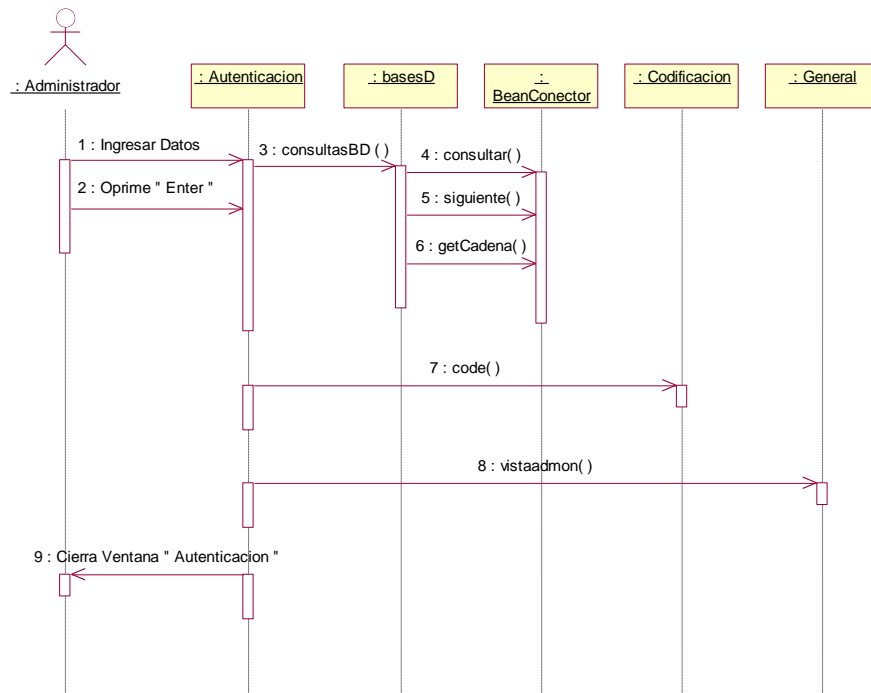 : Administrador
: Autenticacion
: basesD
:
BeanConector
: Codificacion
: General
1 : Ingresar Datos
2 : Oprime " Enter "
3 : consultasBD ( )
4 : consultar( )
5 : siguiente( )
6 : getCadena( )
7 : code( )
8 : vistaadmon( )
9 : Cierra Ventana " Autenticacion "